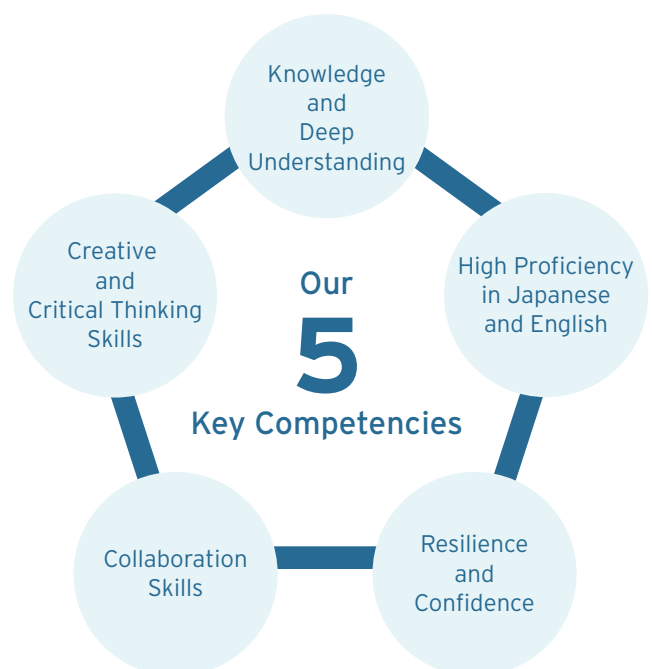 Knowledge
and
Deep
Understanding
High Proficiency
in Japanese
and English
Resilience
and
Confidence
Collaboration
Skills
Creative
and
Critical Thinking
Skills
Our
5
Key Competencies